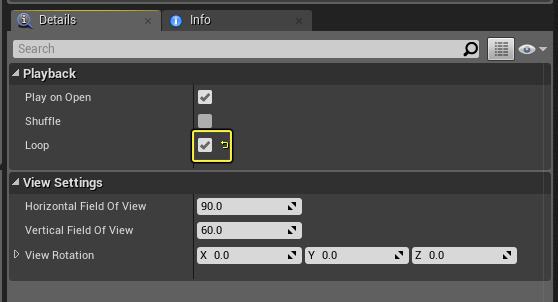 Details Info
Search
Playback
Play on Open
Shuffle
Loop
View Settings
Horizontal Field Of View 90.0
Vertical Field Of View 60.0
View Rotation X 0.0 Y 0.0 Z 0.0